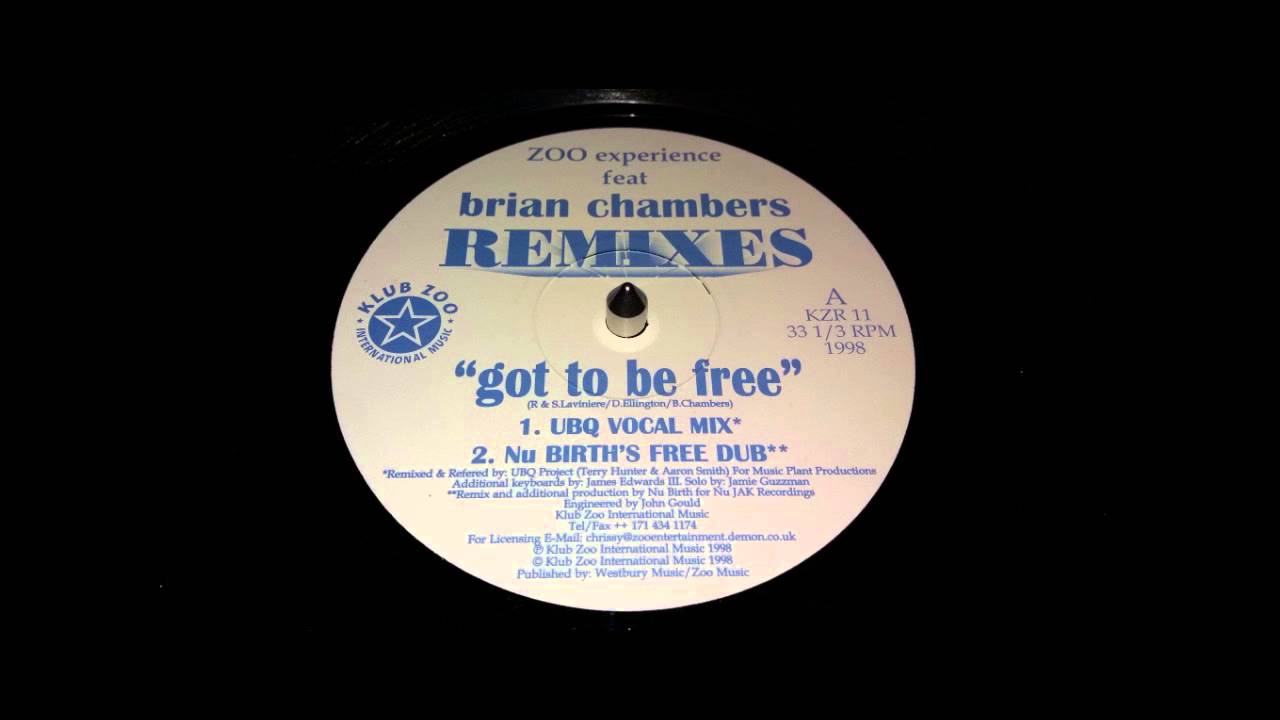 ZOO experience
feat
brian chambers
REMIXES
KLUB ZOO
INTERNATIONAL MUSIC
A
KZR 11
33 1/3 RPM
1998
“got to be free”
(R & S.Laviniere/D.Ellington/B.Chambers)
1. UBQ VOCAL MIX*
2. Nu BIRTH'S FREE DUB**
*Remixed & Refered by: UBQ Project (Terry Hunter & Aaron Smith) For Music Plant Productions
Additional keyboards by: James Edwards III. Solo by: Jamie Guzzman
**Remix and additional production by Nu Birth for Nu JAK Recordings
Engineered by John Gould
Klub Zoo International Music
Tel/Fax ++ 171 434 1174
For Licensing E-Mail: chrissy@zooentertainment.demon.co.uk
℗ Klub Zoo International Music 1998
© Klub Zoo International Music 1998
Published by: Westbury Music/Zoo Music